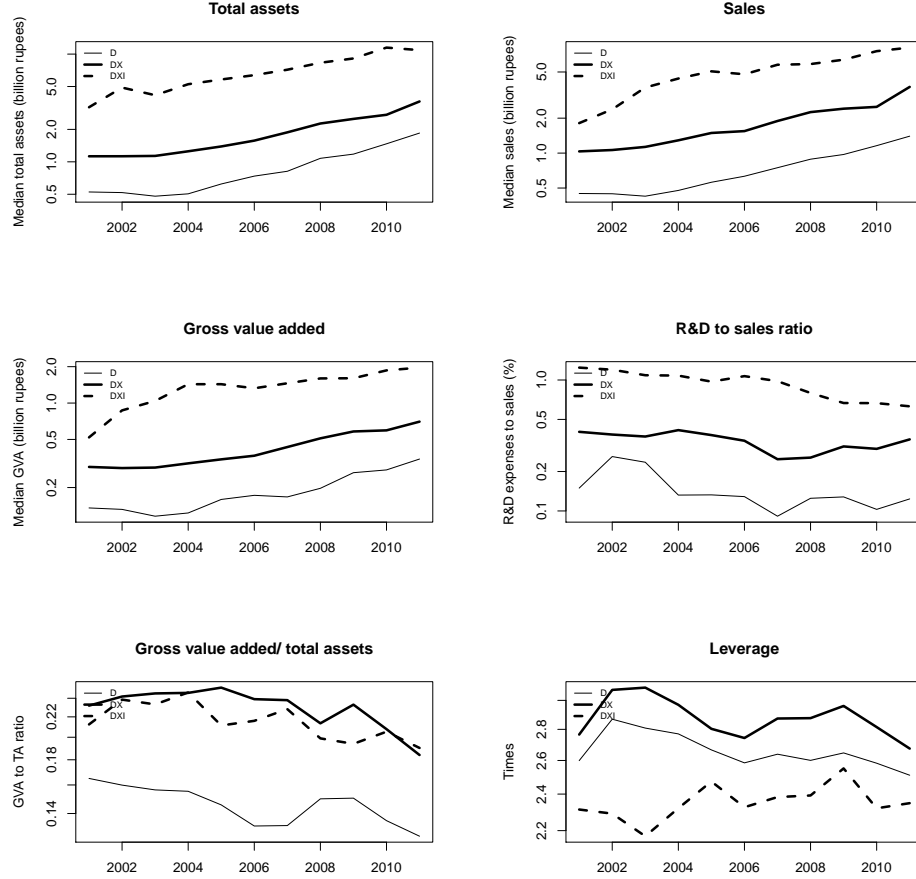 Total assets
Median total assets (billion rupees)
0.5 1.0 2.0 5.0
D
DX
DXI
2002 2004 2006 2008 2010
Sales
Median sales (billion rupees)
0.5 1.0 2.0 5.0
D
DX
DXI
2002 2004 2006 2008 2010
Gross value added
Median GVA (billion rupees)
0.2 0.5 1.0 2.0
D
DX
DXI
2002 2004 2006 2008 2010
R&D to sales ratio
R&D expenses to sales (%)
0.1 0.2 0.5 1.0
D
DX
DXI
2002 2004 2006 2008 2010
Gross value added/ total assets
GVA to TA ratio
0.14 0.18 0.22
D
DX
DXI
2002 2004 2006 2008 2010
Leverage
Times
2.2 2.4 2.6 2.8
D
DX
DXI
2002 2004 2006 2008 2010